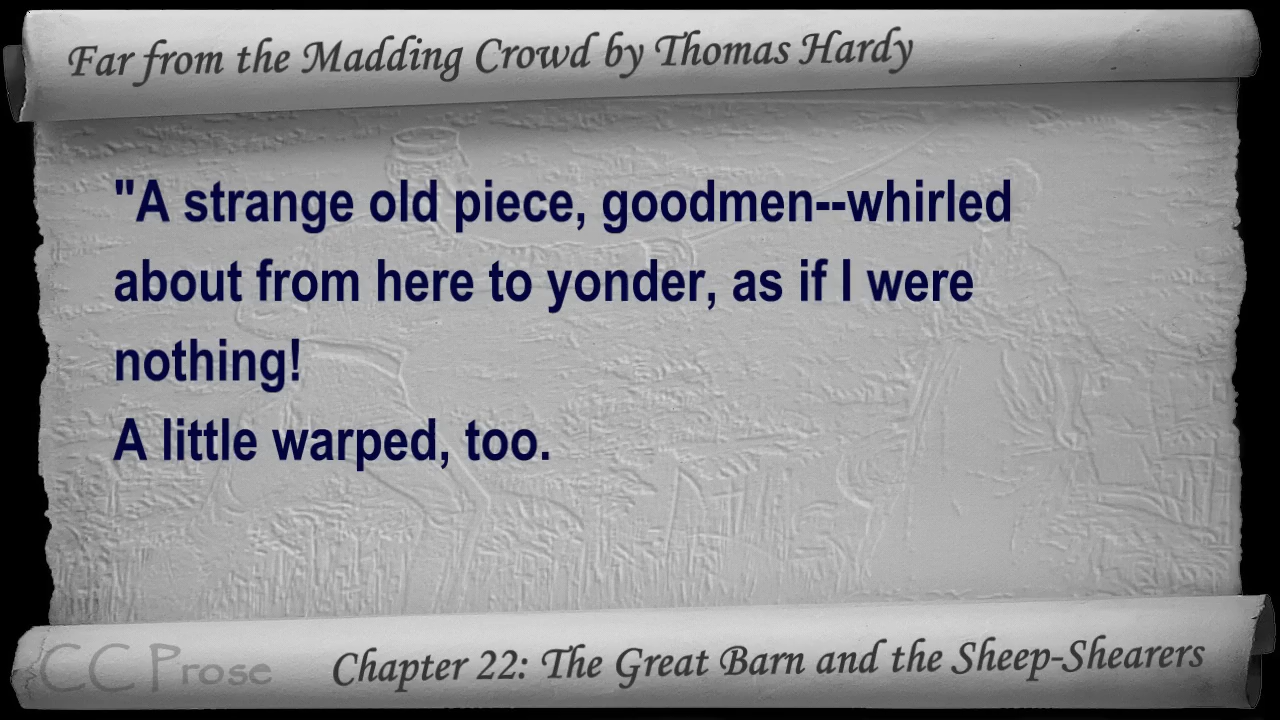 Far from the Madding Crowd by Thomas Hardy
"A strange old piece, goodmen--whirled
about from here to yonder, as if I were
nothing!
A little warped, too.
CC Prose
Chapter 22: The Great Barn and the Sheep-Shearers